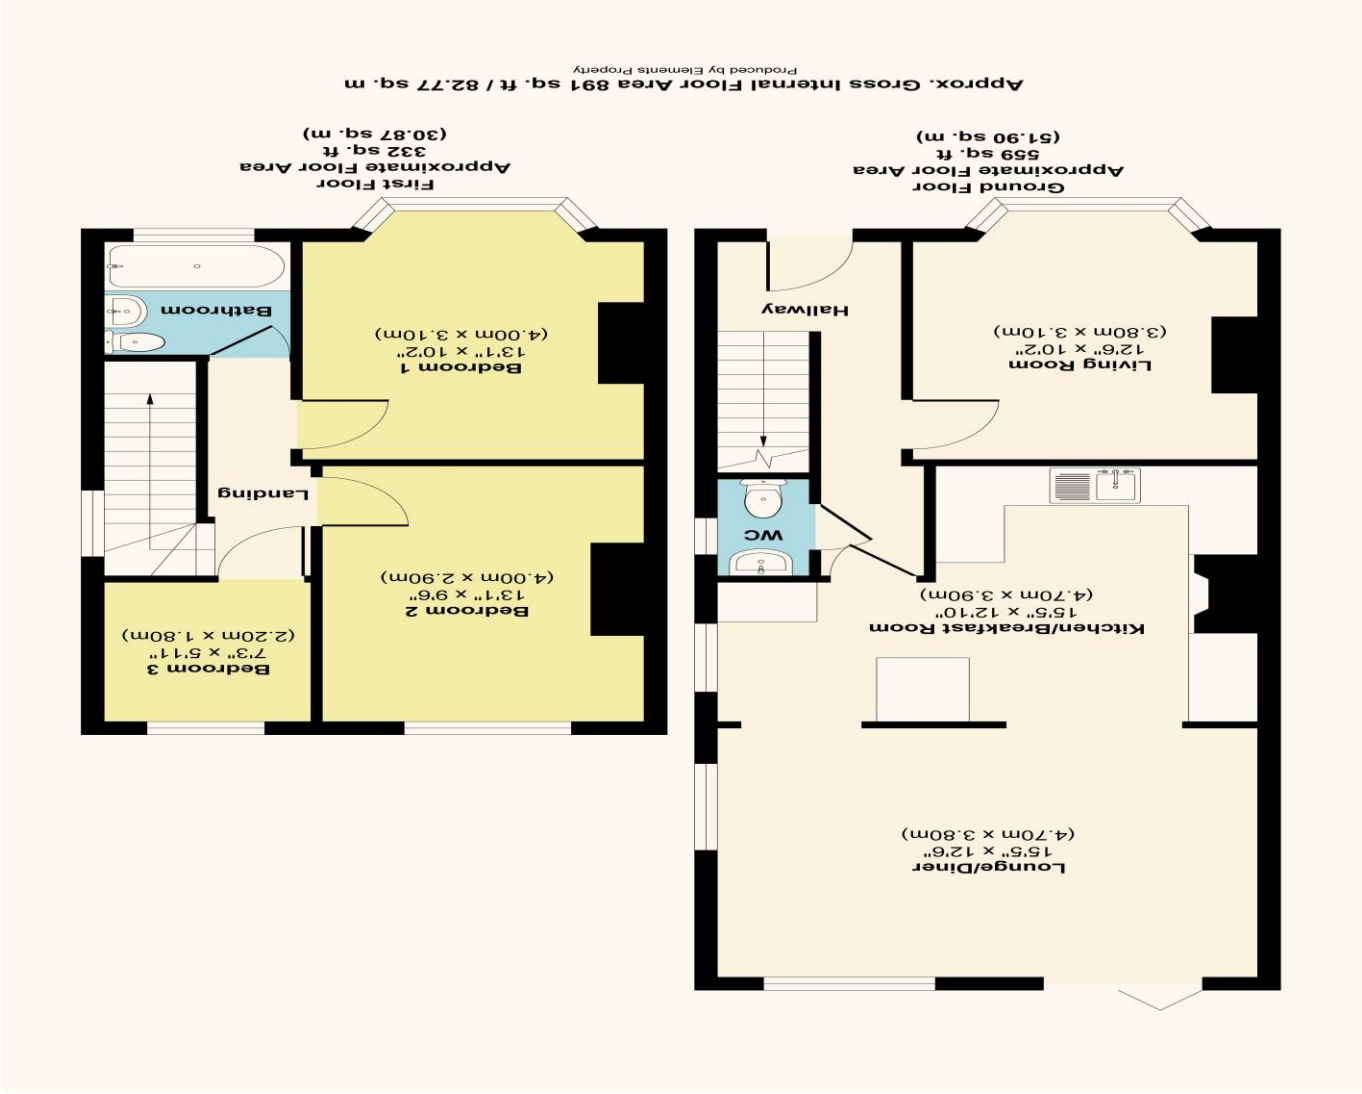 Lounge/Diner
15'5" x 12'6"
(4.70m x 3.80m)
Kitchen/Breakfast Room
15'5" x 12'10"
(4.70m x 3.90m)
WC
Living Room
12'6" x 10'2"
(3.80m x 3.10m)
Hallway
Ground Floor
Approximate Floor Area
559 sq. ft
(51.90 sq. m)
Bedroom 3
7'3" x 5'11"
(2.20m x 1.80m)
Bedroom 2
13'1" x 9'6"
(4.00m x 2.90m)
Landing
Bedroom 1
13'1" x 10'2"
(4.00m x 3.10m)
Bathroom
First Floor
Approximate Floor Area
332 sq. ft
(30.87 sq. m)
Approx. Gross Internal Floor Area 891 sq. ft / 82.77 sq. m
Produced by Elements Property